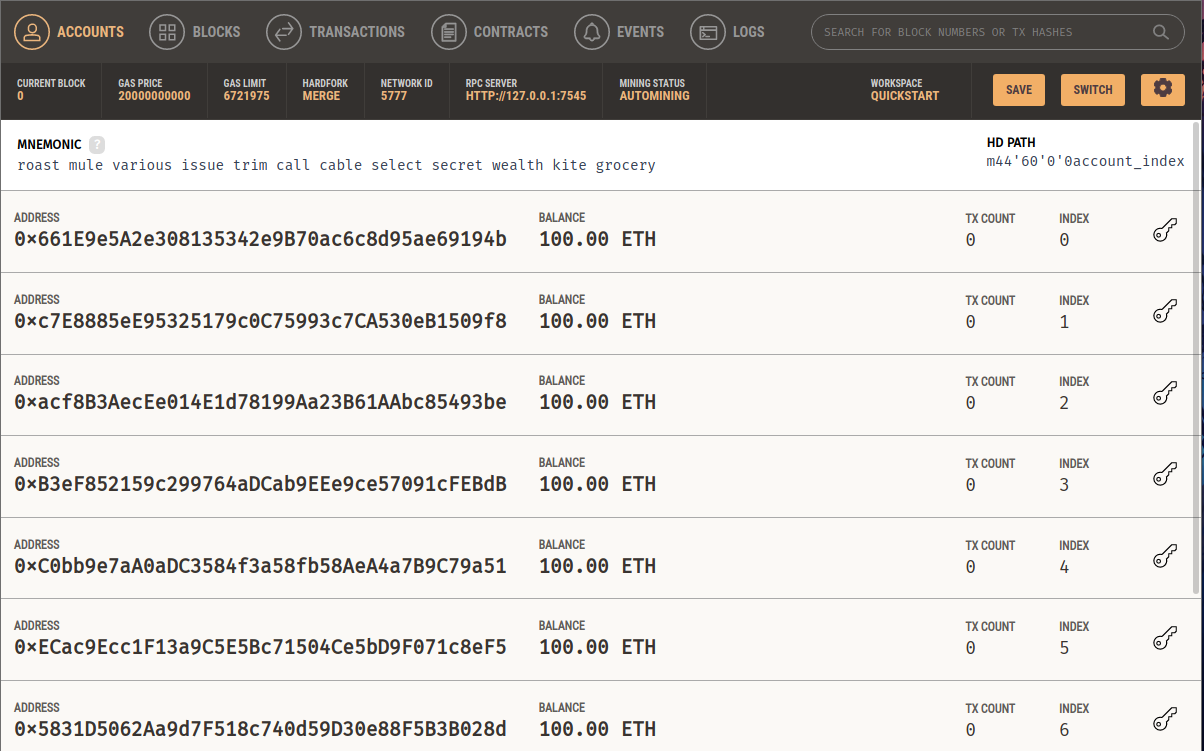 ACCOUNTS BLOCKS TRANSACTIONS CONTRACTS EVENTS LOGS SEARCH FOR BLOCK NUMBERS OR TX HASHES
CURRENT BLOCK GAS PRICE GAS LIMIT HARDFORK NETWORK ID RPC SERVER MINING STATUS WORKSPACE
0 20000000000 6721975 MERGE 5777 HTTP://127.0.0.1:7545 AUTOMINING QUICKSTART SAVE SWITCH
MNEMONIC ? HD PATH
roast mule various issue trim call cable select secret wealth kite grocery m44'60'0'0account_index
ADDRESS BALANCE TX COUNT INDEX
0×661E9e5A2e308135342e9B70ac6c8d95ae69194b 100.00 ETH 0 0
ADDRESS BALANCE TX COUNT INDEX
0×c7E8885eE95325179c0C75993c7CA530eB1509f8 100.00 ETH 0 1
ADDRESS BALANCE TX COUNT INDEX
0×acf8B3AecEe014E1d78199Aa23B61AAbc85493be 100.00 ETH 0 2
ADDRESS BALANCE TX COUNT INDEX
0×B3eF852159c299764aDCab9EEe9ce57091cFEBdB 100.00 ETH 0 3
ADDRESS BALANCE TX COUNT INDEX
0×C0bb9e7aA0aDC3584f3a58fb58AeA4a7B9C79a51 100.00 ETH 0 4
ADDRESS BALANCE TX COUNT INDEX
0×ECac9Ecc1F13a9C5E5Bc71504Ce5bD9F071c8eF5 100.00 ETH 0 5
ADDRESS BALANCE TX COUNT INDEX
0×5831D5062Aa9d7F518c740d59D30e88F5B3B028d 100.00 ETH 0 6